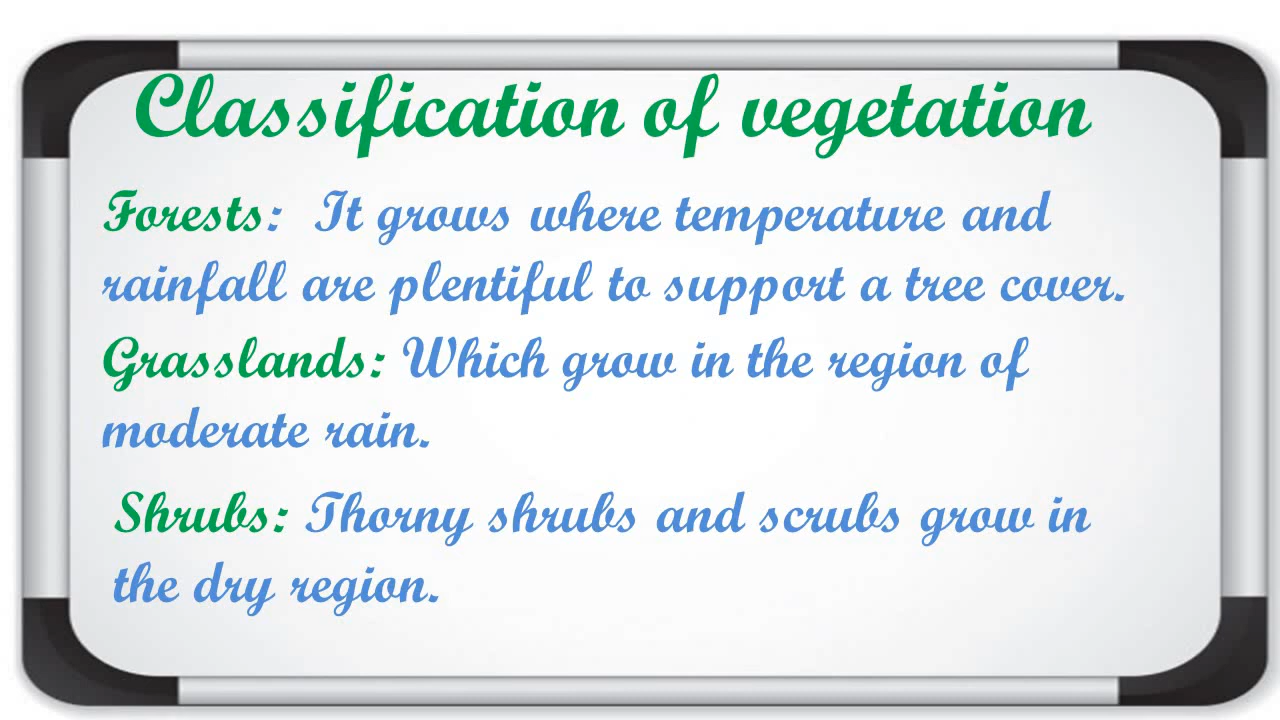 Classification of vegetation
Forests: It grows where temperature and
rainfall are plentiful to support a tree cover.
Grasslands: Which grow in the region of
moderate rain.
Shrubs: Thorny shrubs and scrubs grow in
the dry region.